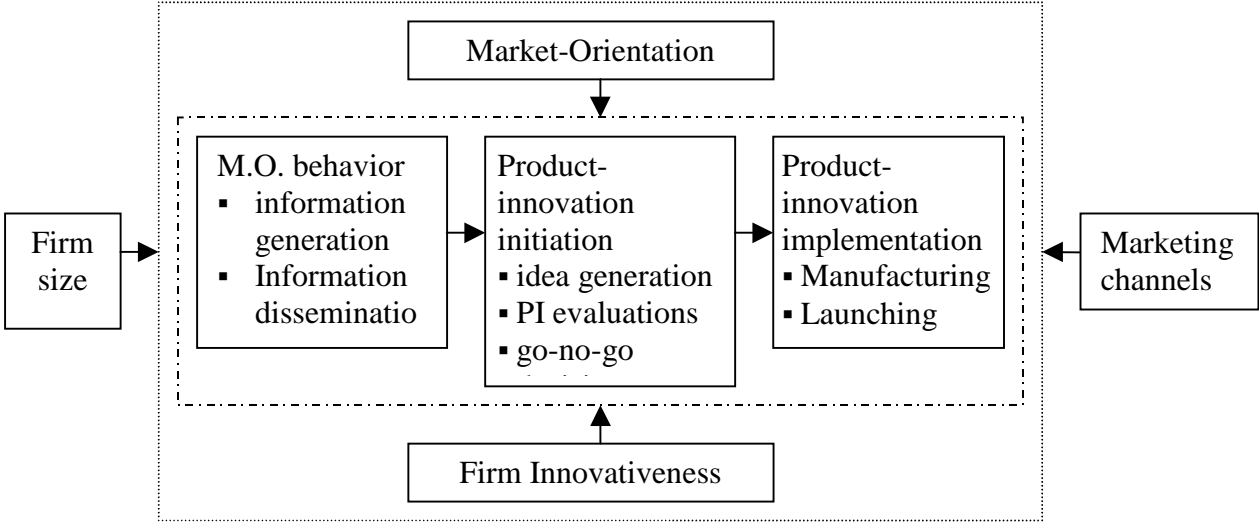 Market-Orientation
M.O. behavior
▪ information
generation
▪ Information
disseminatio
Product-
innovation
initiation
▪ idea generation
▪ PI evaluations
▪ go-no-go
Product-
innovation
implementation
▪ Manufacturing
▪ Launching
Firm
size
Marketing
channels
Firm Innovativeness